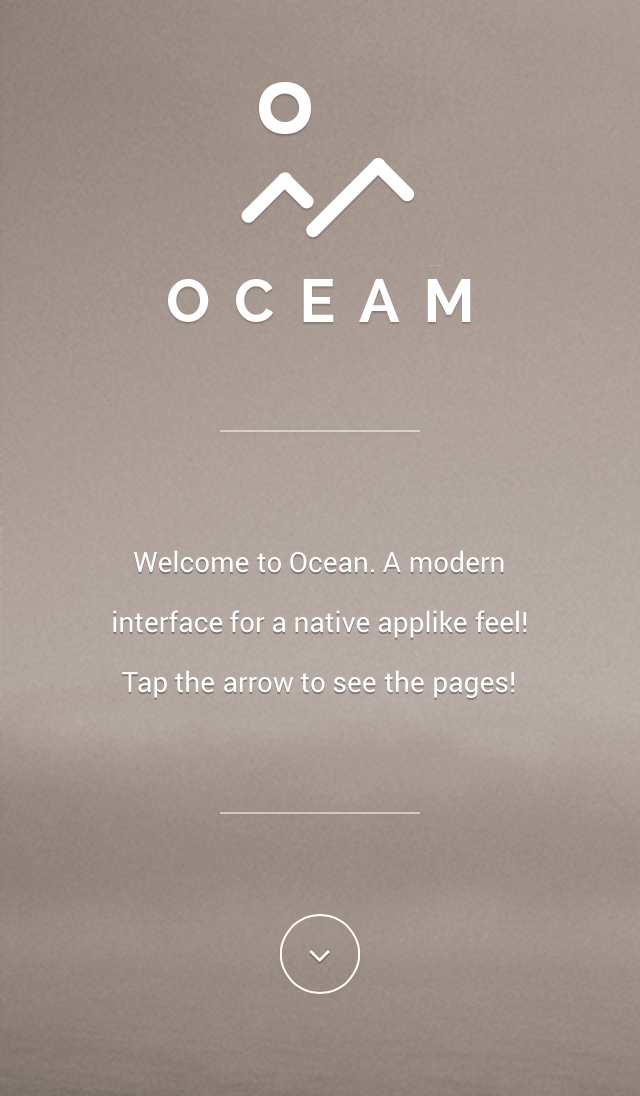 OCEAM
Welcome to Ocean. A modern
interface for a native applike feel!
Tap the arrow to see the pages!